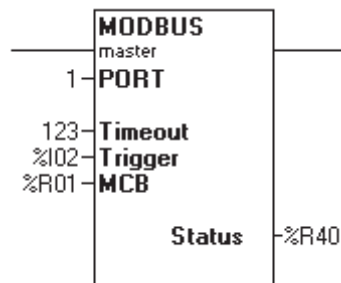 MODBUS
master
1 PORT
123 Timeout
%I02 Trigger
%R01 MCB
Status %R40